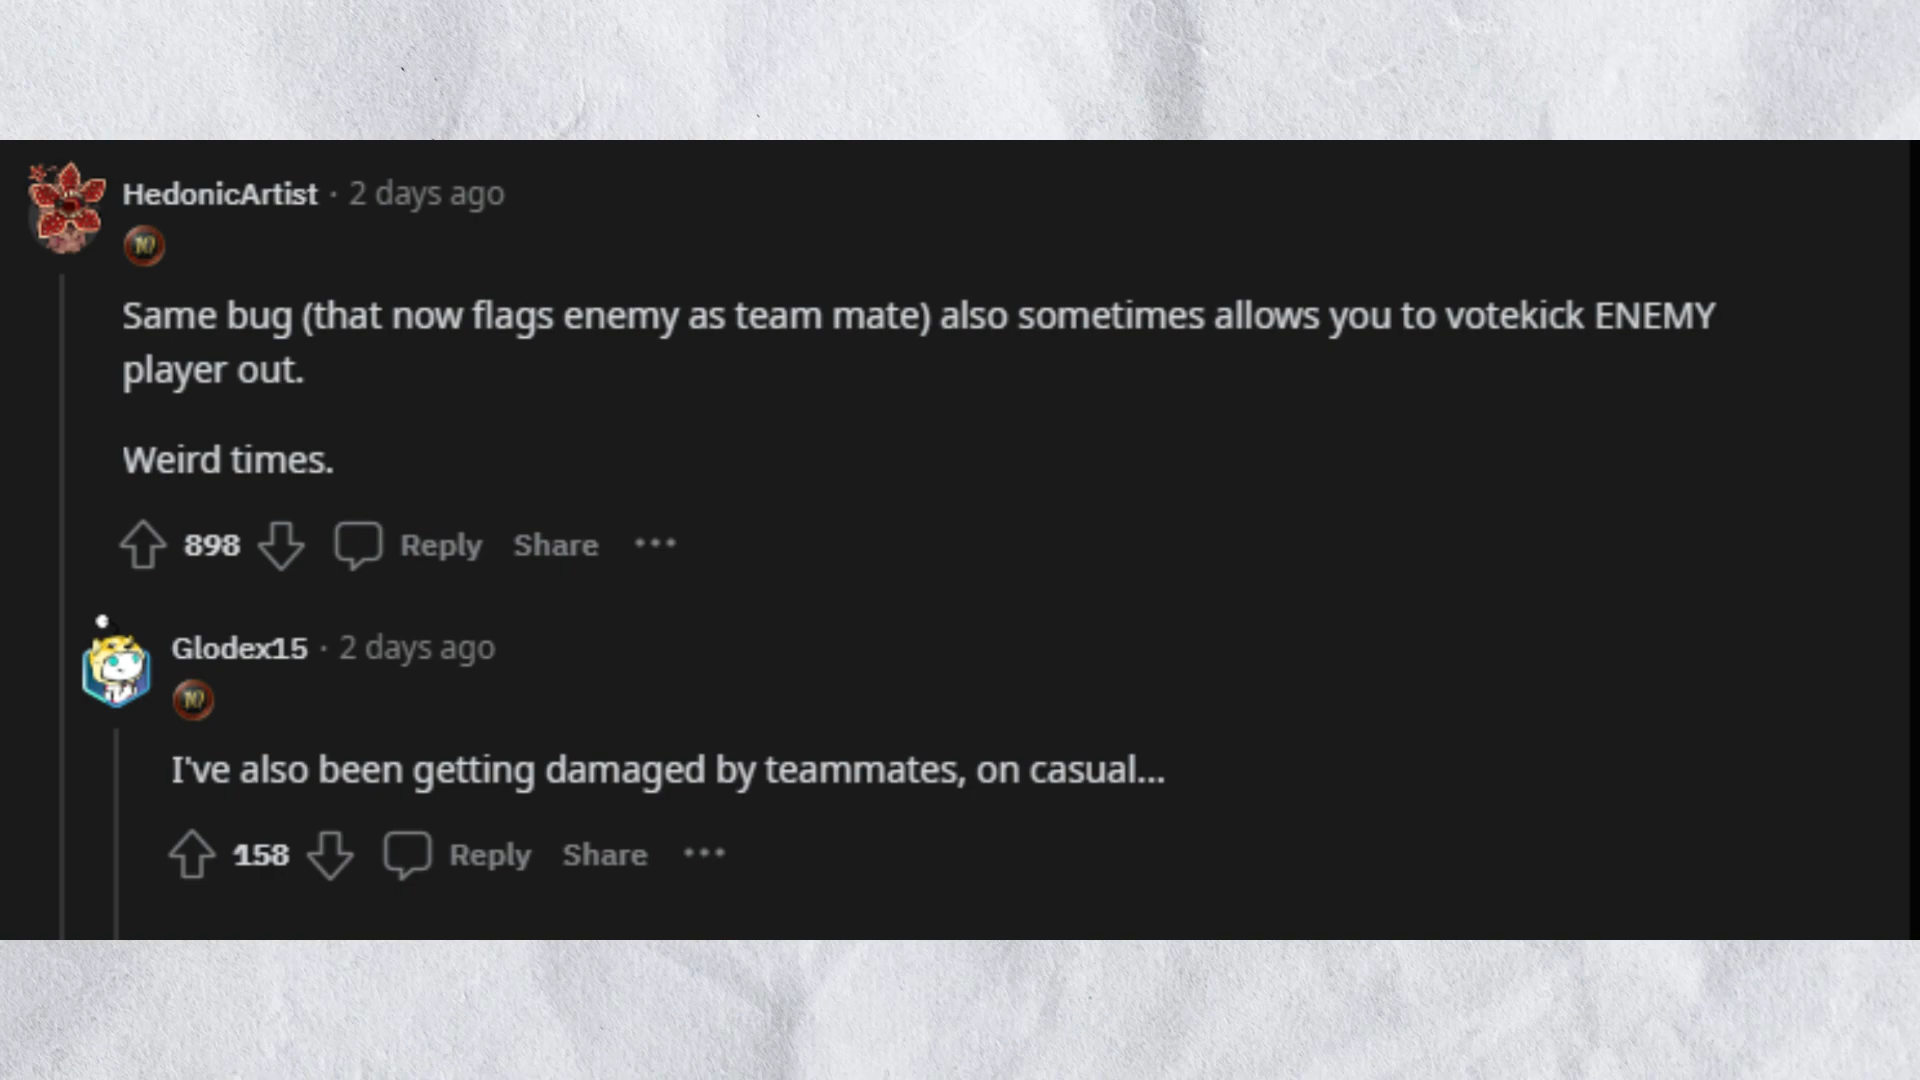 HedonicArtist · 2 days ago
Same bug (that now flags enemy as team mate) also sometimes allows you to votekick ENEMY
player out.
Weird times.
898 Reply Share ···
Glodex15 · 2 days ago
I've also been getting damaged by teammates, on casual...
158 Reply Share ···